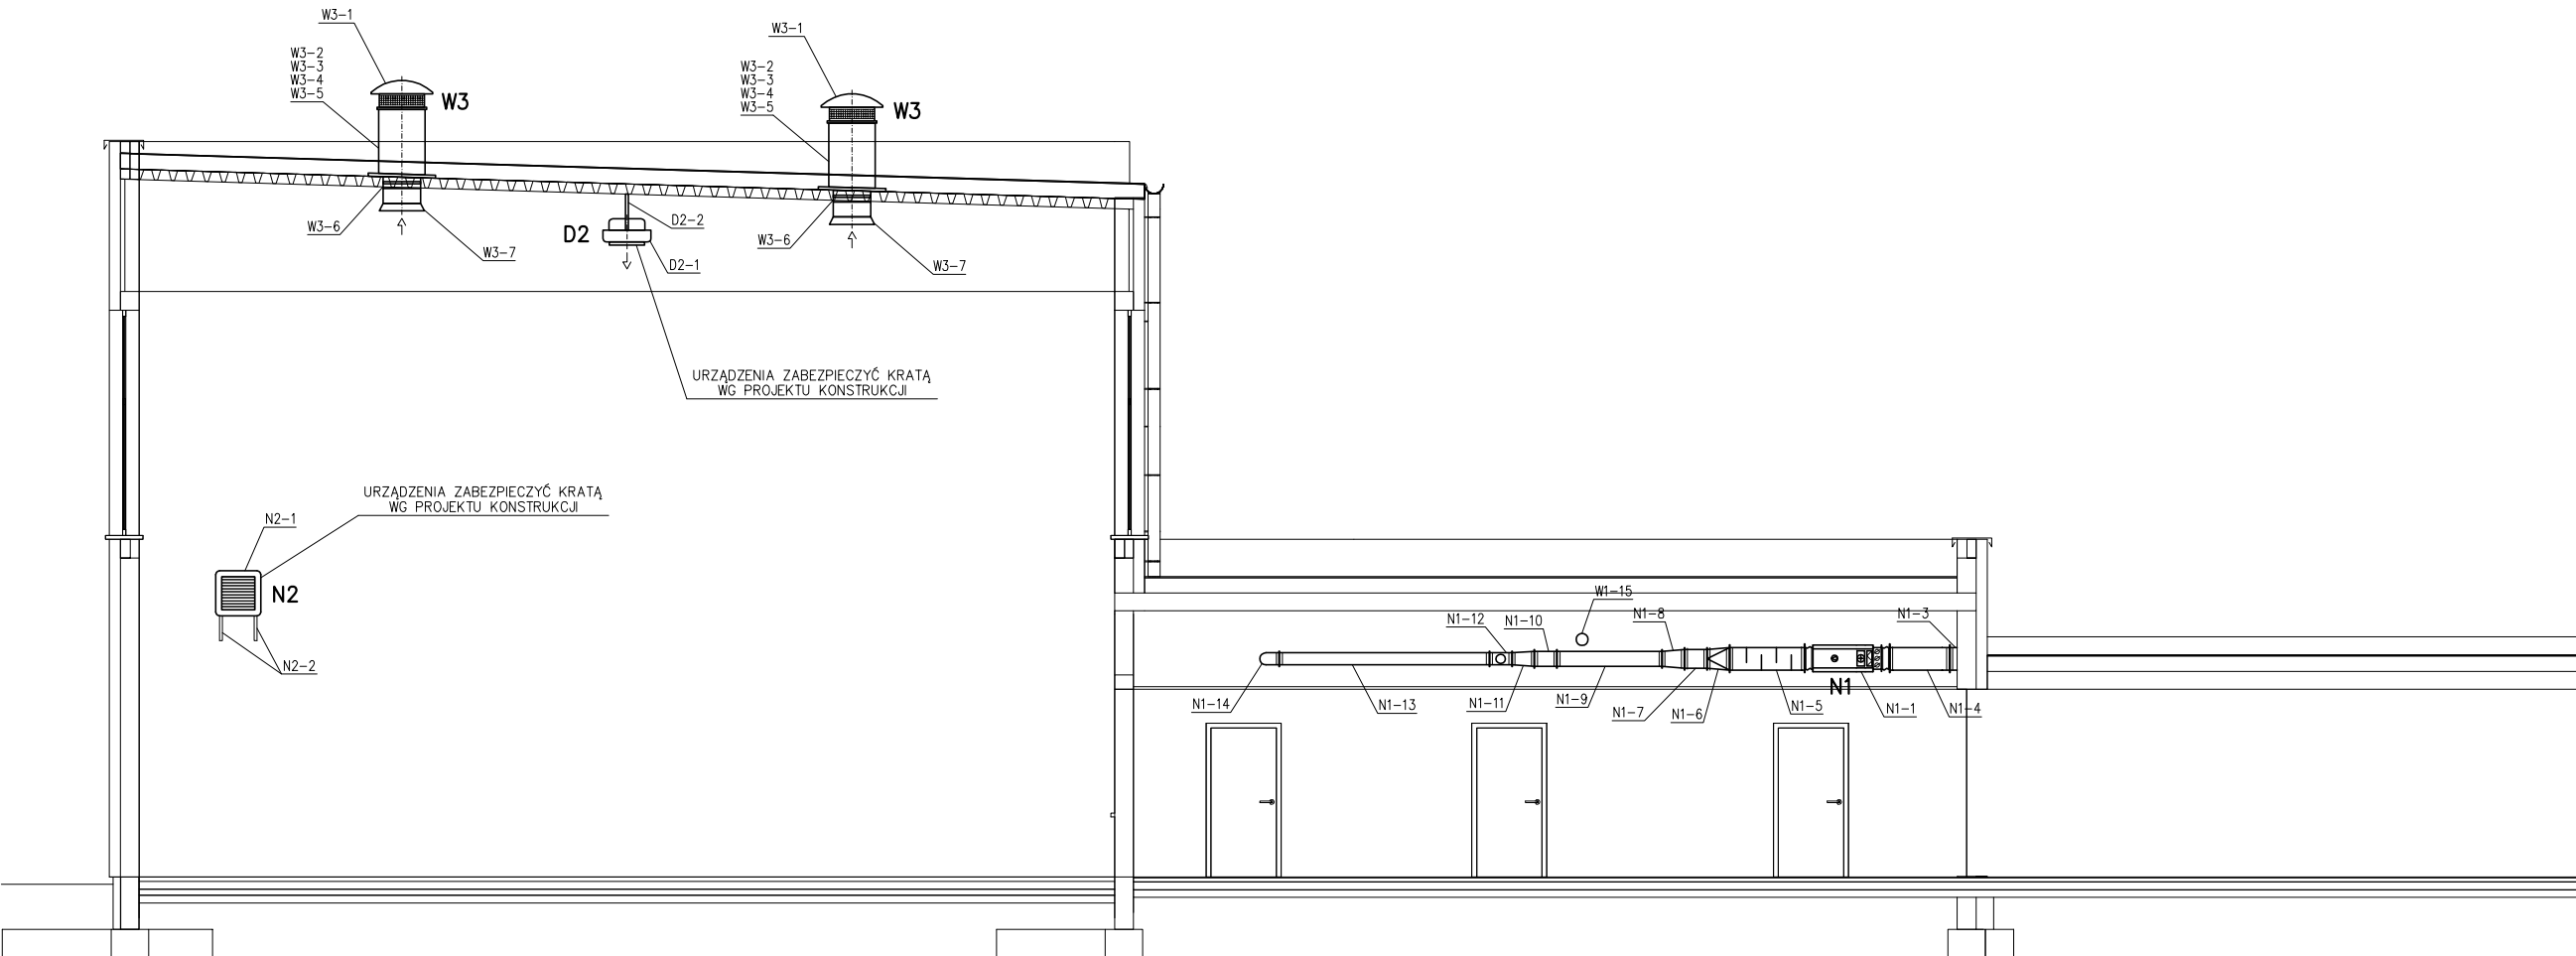 W3-1
W3-2
W3-3
W3-4
W3-5
W3
W3-6
W3-7
W3-1
W3-2
W3-3
W3-4
W3-5
W3
W3-6
W3-7
D2
D2-2
D2-1
URZĄDZENIA ZABEZPIECZYĆ KRATĄ
WG PROJEKTU KONSTRUKCJI
URZĄDZENIA ZABEZPIECZYĆ KRATĄ
WG PROJEKTU KONSTRUKCJI
N2-1
N2
N2-2
W1-15
N1-12
N1-10
N1-8
N1-3
N1-14
N1-13
N1-11
N1-9
N1-7
N1-6
N1-5
N1
N1-1
N1-4